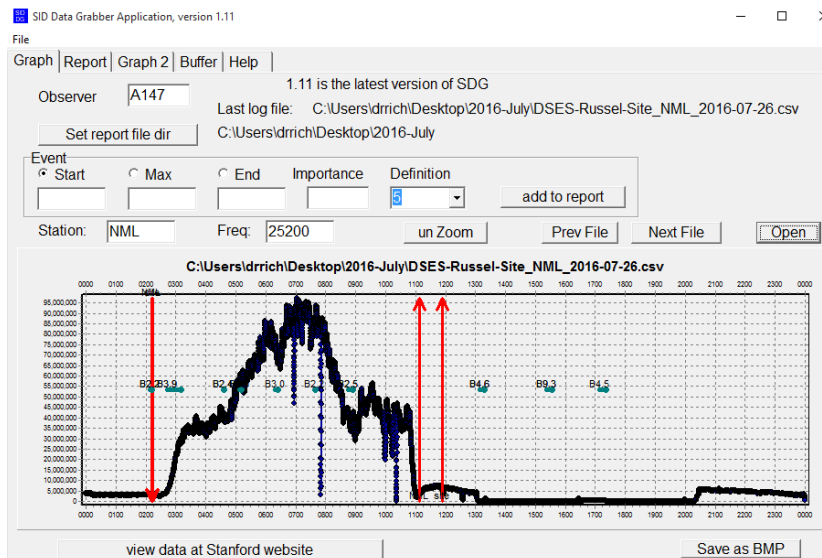 SID Data Grabber Application, version 1.11
File
Graph Report Graph 2 Buffer Help
1.11 is the latest version of SDG
Observer A147
Last log file: C:\Users\drrich\Desktop\2016-July\DSES-Russel-Site_NML_2016-07-26.csv
Set report file dir C:\Users\drrich\Desktop\2016-July
Event
Start Max End Importance Definition
5 add to report
Station: NML Freq: 25200 un Zoom Prev File Next File Open
C:\Users\drrich\Desktop\2016-July\DSES-Russel-Site_NML_2016-07-26.csv
0000 0100 0200 0300 0400 0500 0600 0700 0800 0900 1000 1100 1200 1300 1400 1500 1600 1700 1800 1900 2000 2100 2200 2300 0000
95,000,000
90,000,000
85,000,000
80,000,000
75,000,000
70,000,000
65,000,000
60,000,000
55,000,000
50,000,000
45,000,000
40,000,000
35,000,000
30,000,000
25,000,000
20,000,000
15,000,000
10,000,000
5,000,000
0
B3.9 B3.0 B2.5 B4.6 B9.3 B4.5
0000 0100 0200 0300 0400 0500 0600 0700 0800 0900 1000 1100 1200 1300 1400 1500 1600 1700 1800 1900 2000 2100 2200 2300 0000
view data at Stanford website Save as BMP